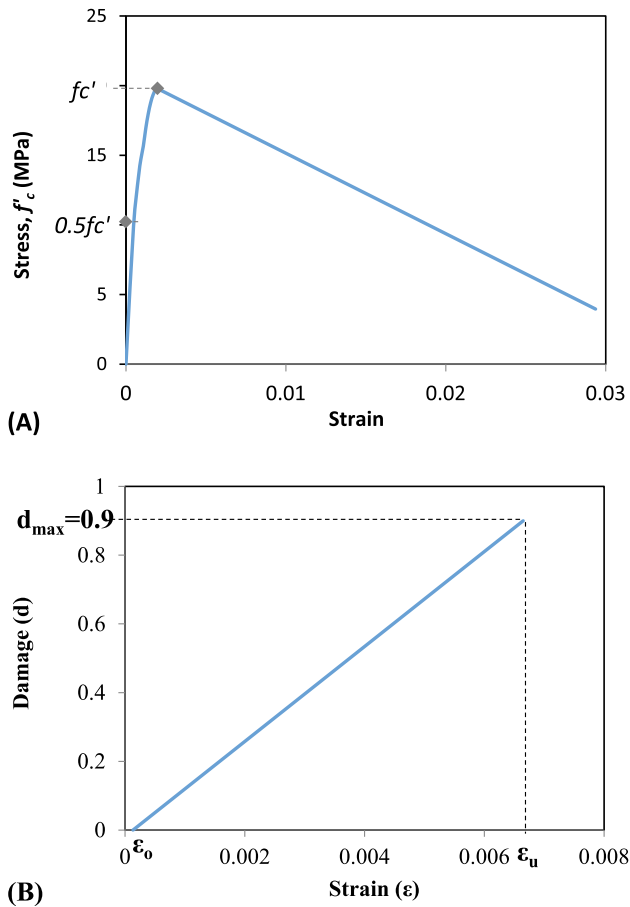 25
fc'
15
0.5fc'
5
0
0
0.01
0.02
0.03
Stress, f'c (MPa)
Strain
(A)
1
dmax=0.9
0.8
0.6
0.4
0.2
0
0
εo
0.002
0.004
0.006
εu
0.008
Damage (d)
Strain (ε)
(B)